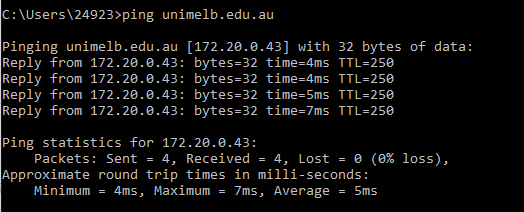 C:\Users\24923>ping unimelb.edu.au
Pinging unimelb.edu.au [172.20.0.43] with 32 bytes of data:
Reply from 172.20.0.43: bytes=32 time=4ms TTL=250
Reply from 172.20.0.43: bytes=32 time=4ms TTL=250
Reply from 172.20.0.43: bytes=32 time=5ms TTL=250
Reply from 172.20.0.43: bytes=32 time=7ms TTL=250
Ping statistics for 172.20.0.43:
    Packets: Sent = 4, Received = 4, Lost = 0 (0% loss),
Approximate round trip times in milli-seconds:
    Minimum = 4ms, Maximum = 7ms, Average = 5ms